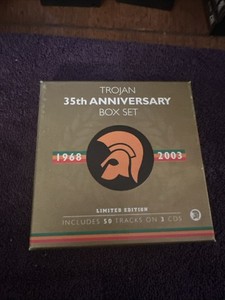 TROJAN
35th ANNIVERSARY
BOX SET
1968 2003
LIMITED EDITION
INCLUDES 50 TRACKS ON 3 CDS